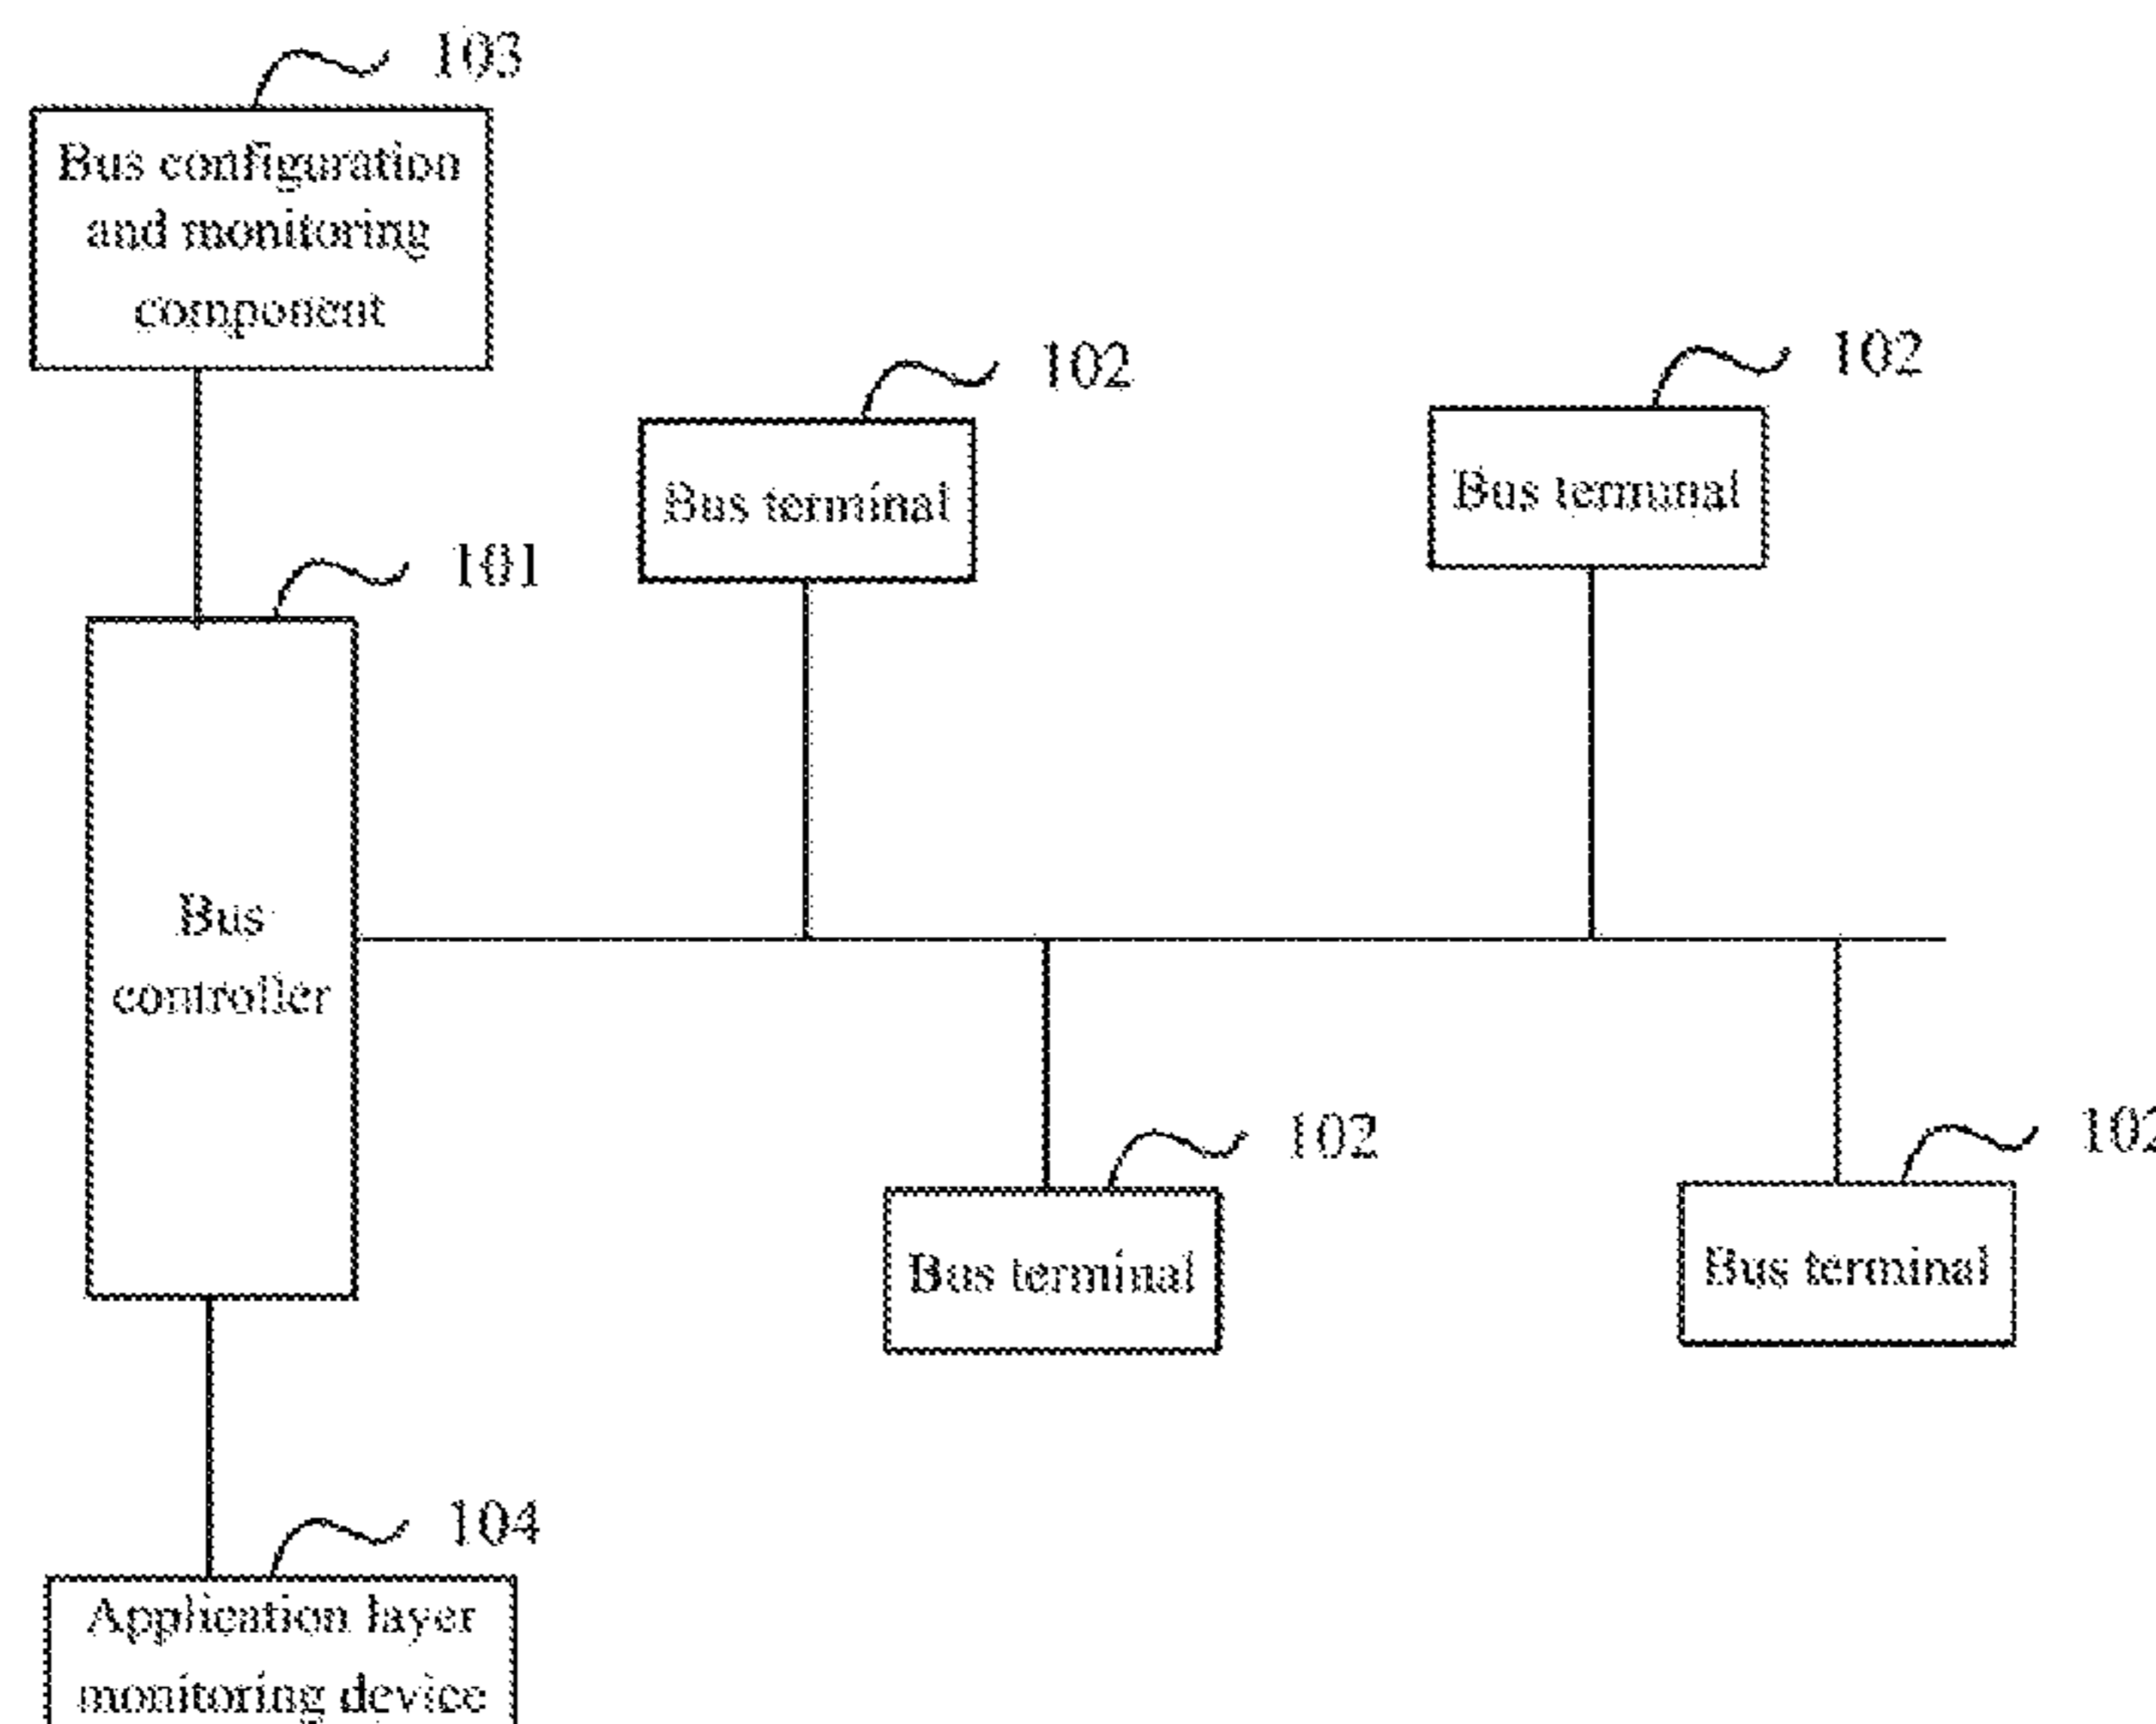 103
Bus configuration
and monitoring
component
102
Bus terminal
102
Bus terminal
101
Bus
controller
102
Bus terminal
102
Bus terminal
104
Application layer
monitoring device